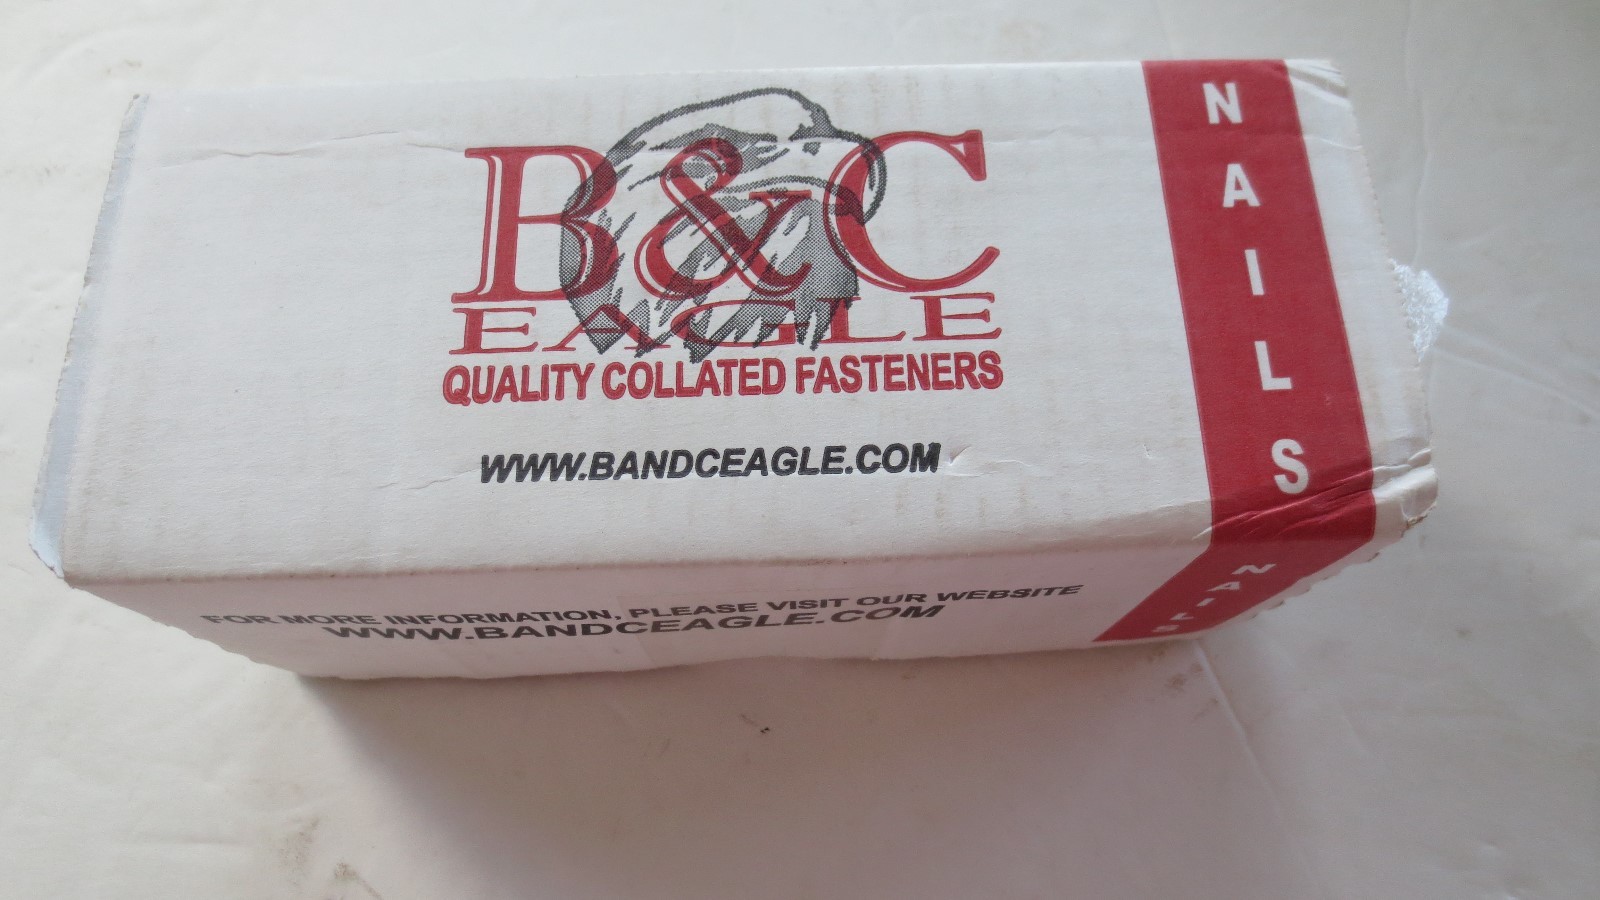 B&C
EAGLE
QUALITY COLLATED FASTENERS
WWW.BANDCEAGLE.COM
NAILS
FOR MORE INFORMATION, PLEASE VISIT OUR WEBSITE
WWW.BANDCEAGLE.COM
NAILS